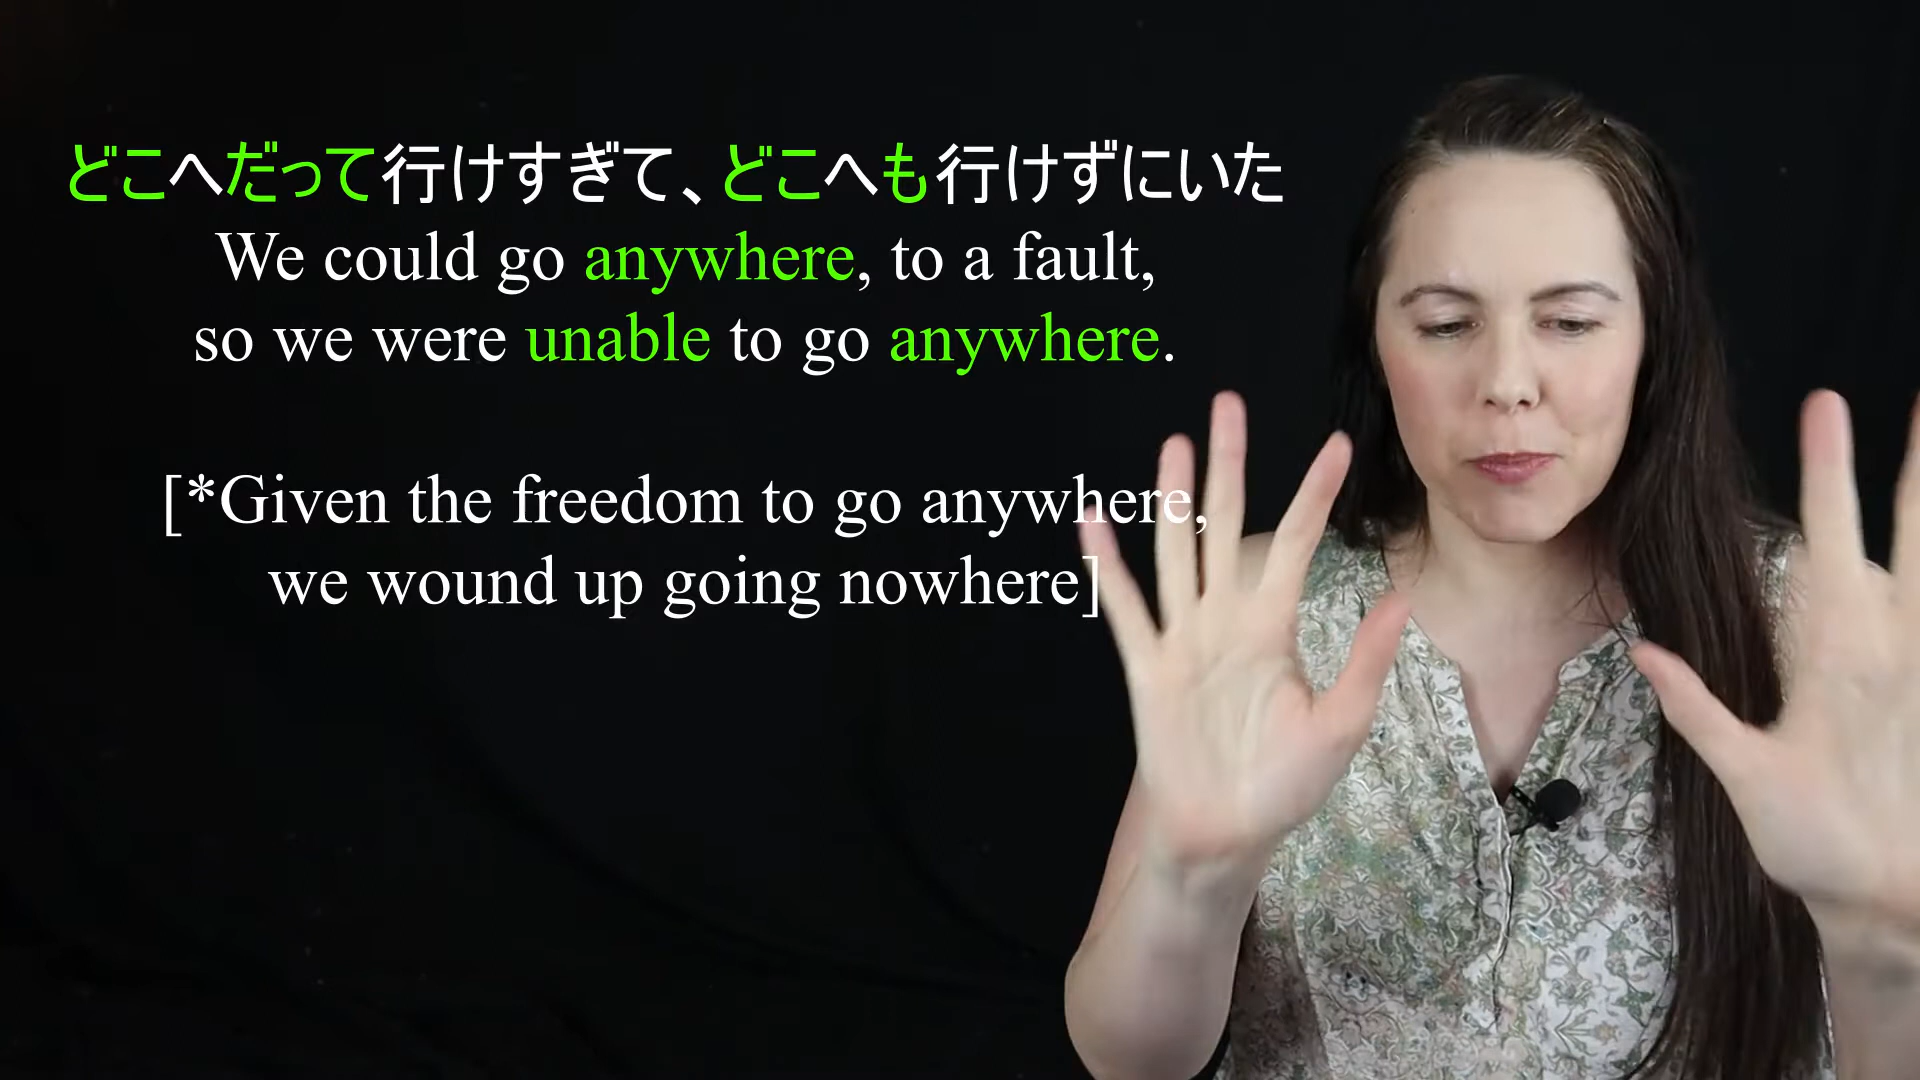 どこへだって行けすぎて、どこへも行けずにいた
We could go anywhere, to a fault,
so we were unable to go anywhere.
[*Given the freedom to go anywhere,
we wound up going nowhere]